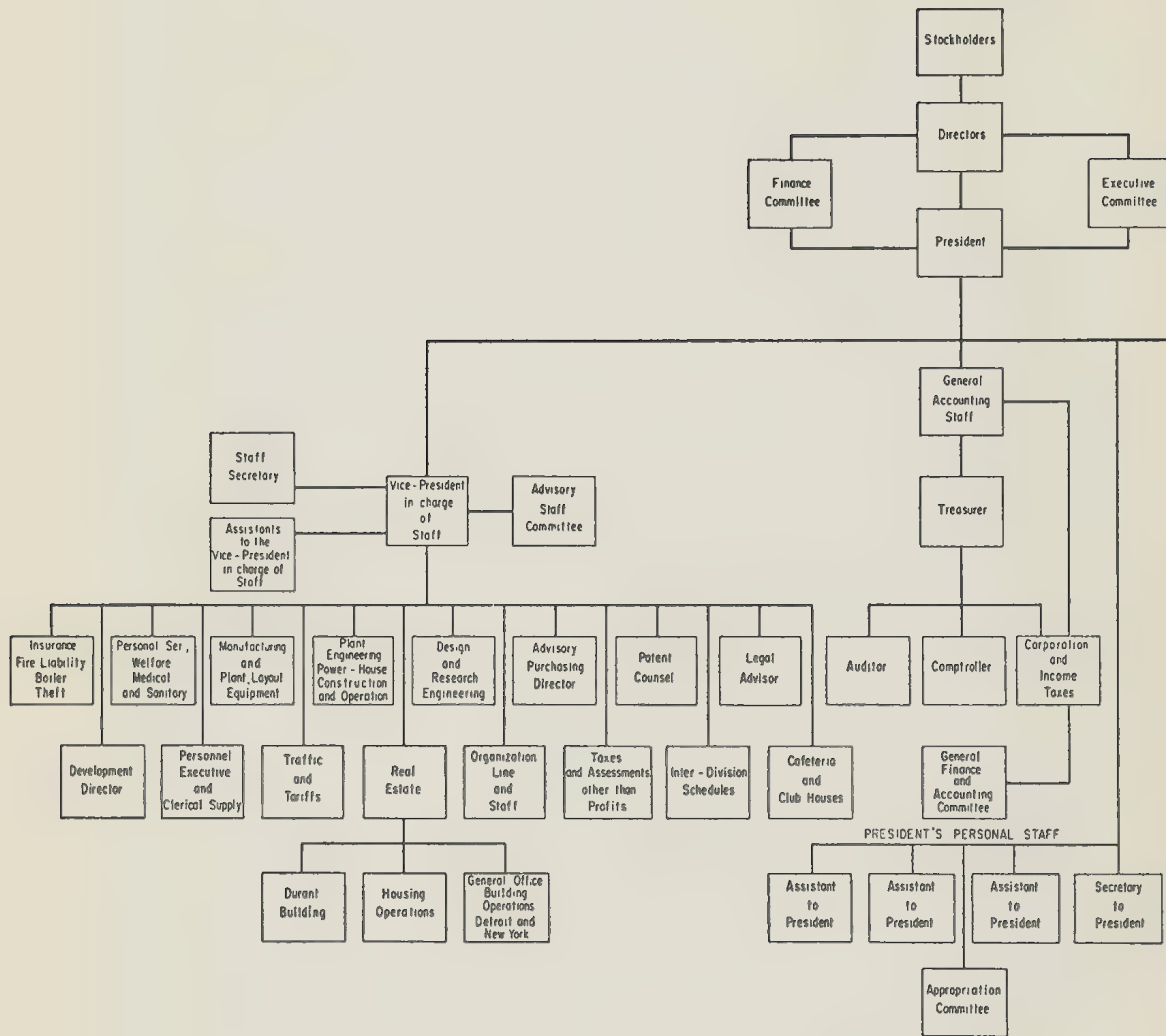 Stockholders
Directors
Finance
Committee
Executive
Committee
President
General
Accounting
Staff
Staff
Secretary
Vice-President
in charge
of
Staff
Advisory
Staff
Committee
Treasurer
Assistants
to the
Vice-President
in charge of
Staff
Insurance
Fire Liability
Boiler
Theft
Personal Ser,
Welfare
Medical
and Sanitary
Manufacturing
and
Plant, Layout
Equipment
Plant
Engineering
Power-House
Construction
and Operation
Design
and
Research
Engineering
Advisory
Purchasing
Director
Patent
Counsel
Legal
Advisor
Auditor
Comptroller
Corporation
and
Income
Taxes
Development
Director
Personnel
Executive
and
Clerical Supply
Traffic
and
Tariffs
Real
Estate
Organization
Line
and
Staff
Taxes
and Assessments
other than
Profits
Inter-Division
Schedules
Cafeteria
and
Club Houses
General
Finance
and
Accounting
Committee
PRESIDENT'S PERSONAL STAFF
Durant
Building
Housing
Operations
General Office
Building
Operations
Detroit and
New York
Assistant
to
President
Assistant
to
President
Assistant
to
President
Secretary
to
President
Appropriation
Committee